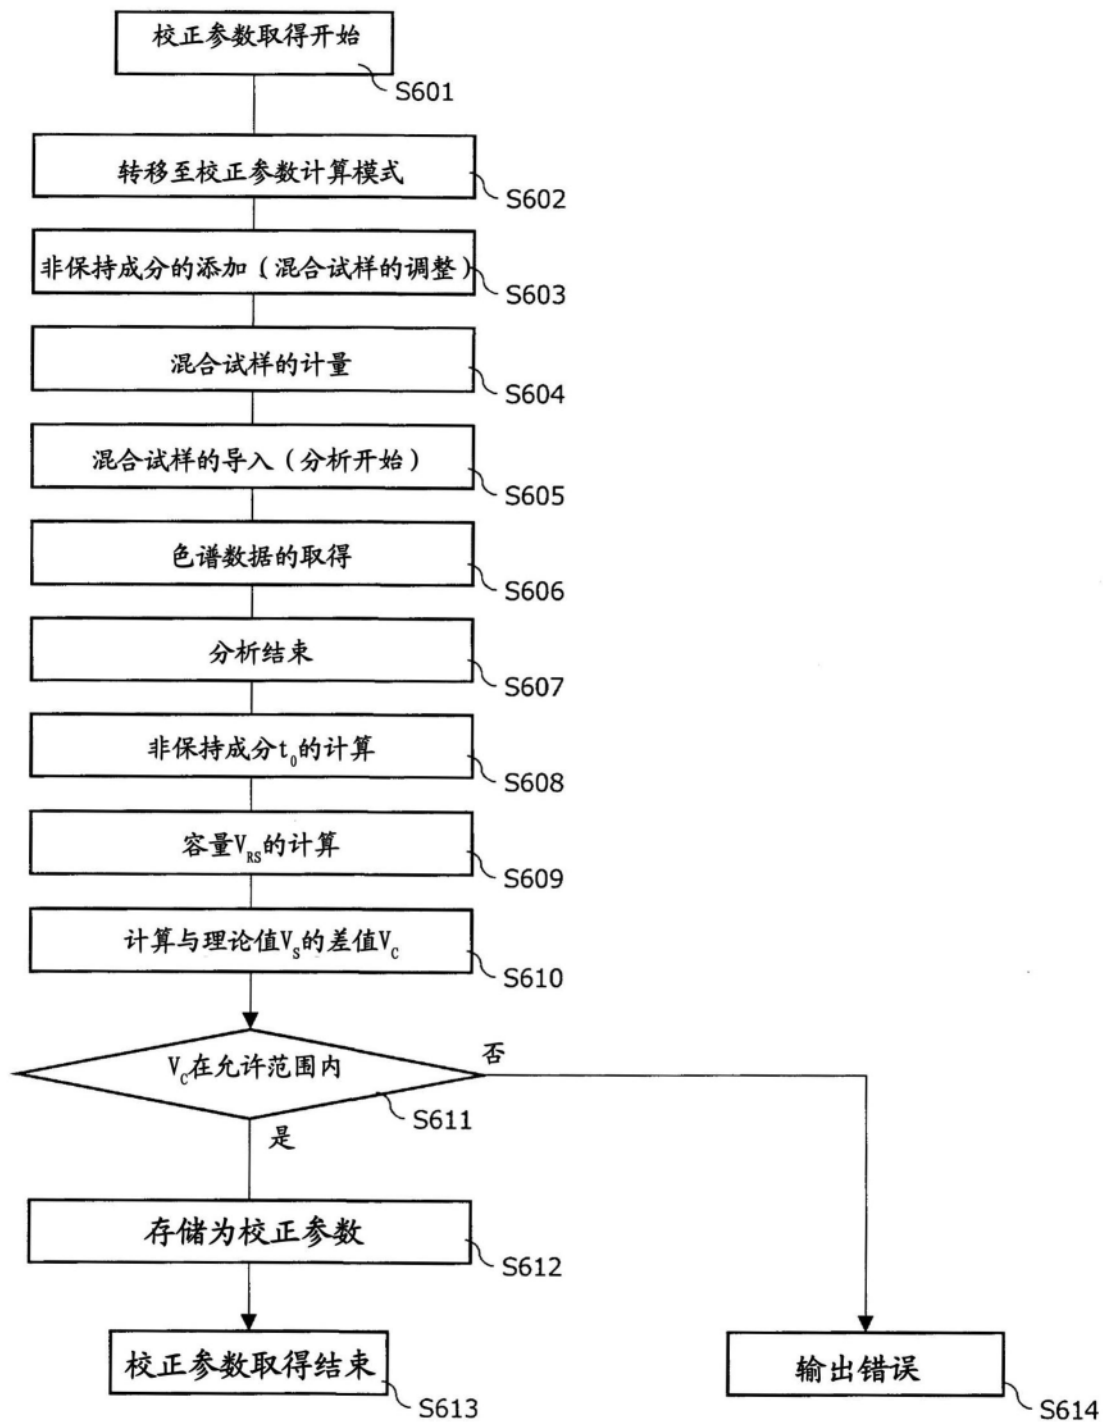 校正参数取得开始
S601
转移至校正参数计算模式
S602
非保持成分的添加（混合试样的调整）
S603
混合试样的计量
S604
混合试样的导入（分析开始）
S605
色谱数据的取得
S606
分析结束
S607
非保持成分t₀的计算
S608
容量V_RS的计算
S609
计算与理论值V_S的差值V_C
S610
V_C在允许范围内
否
S611
是
存储为校正参数
S612
校正参数取得结束
S613
输出错误
S614